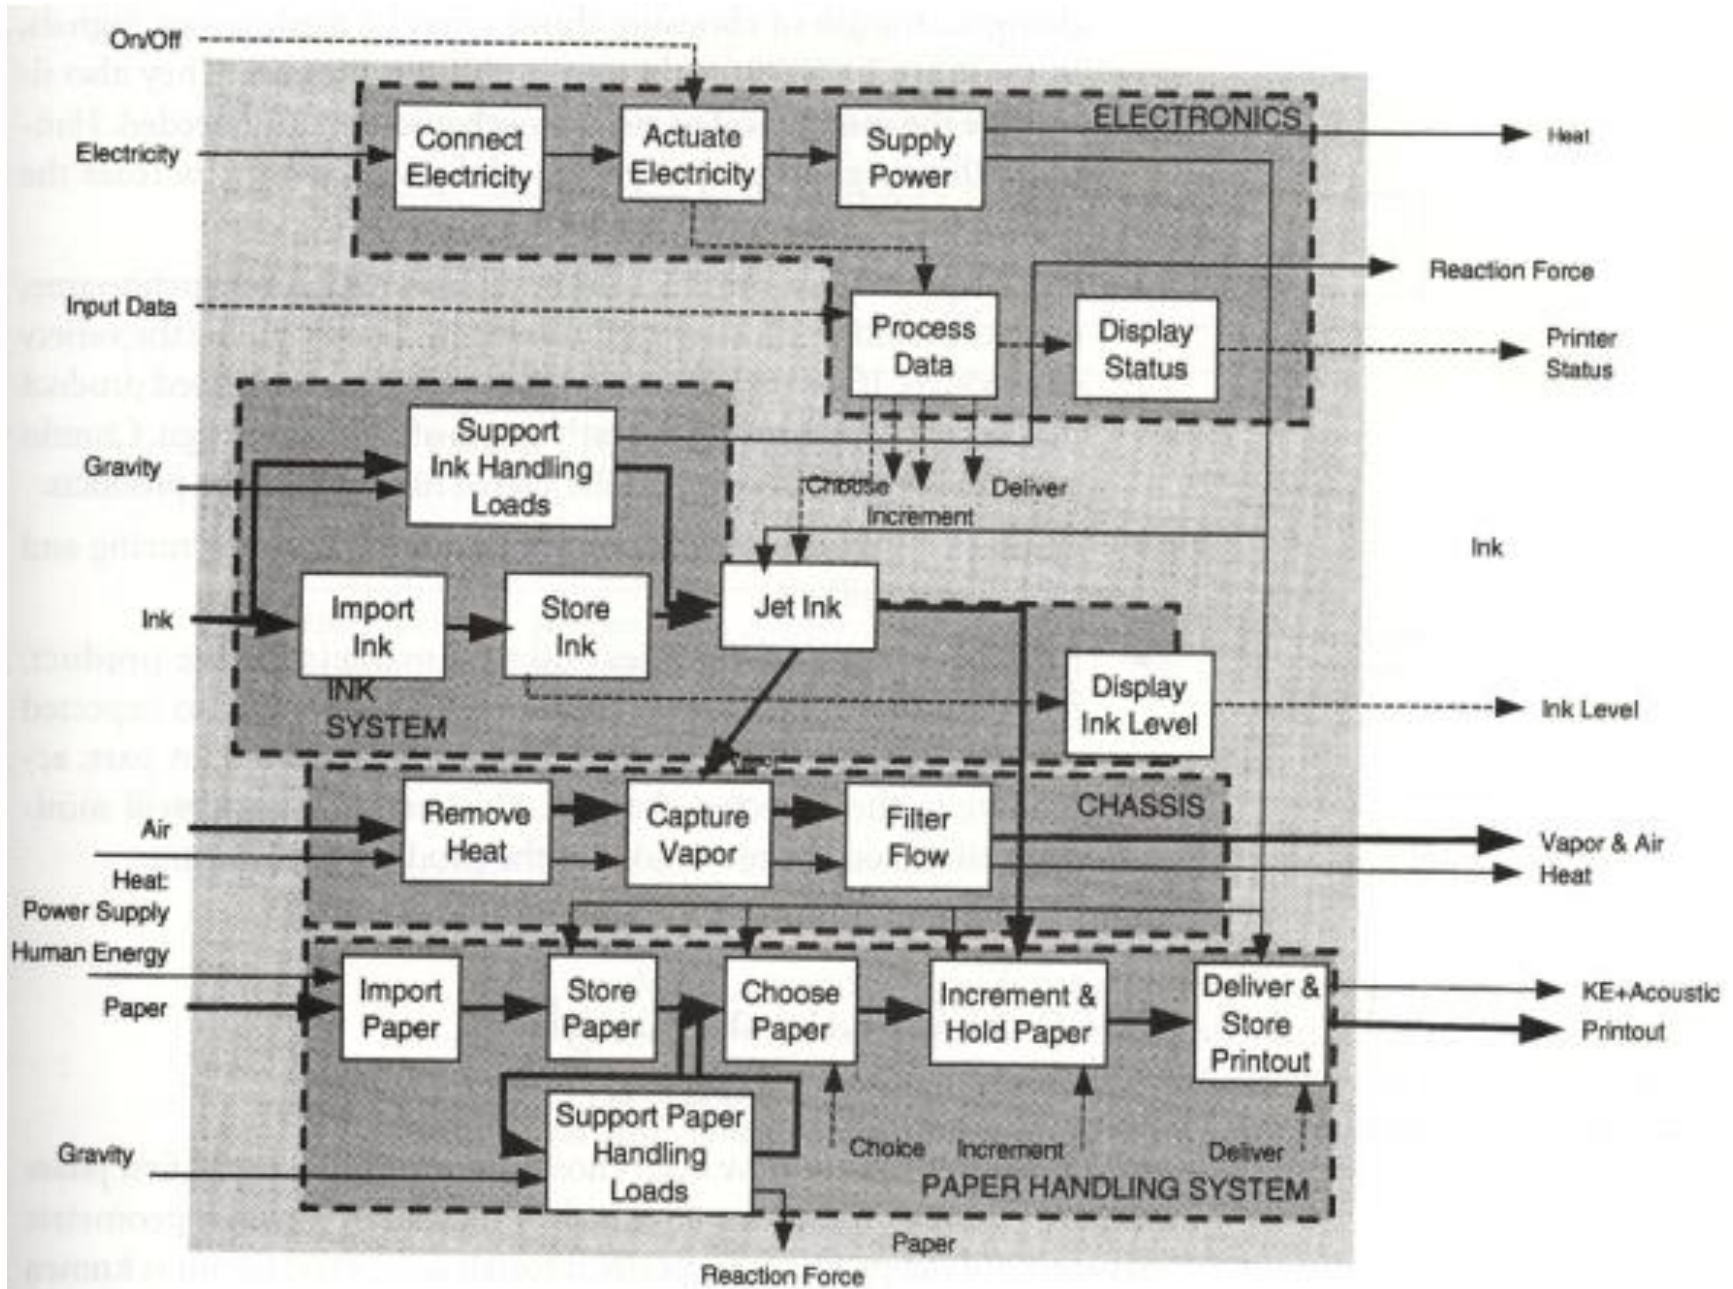 On/Off
ELECTRONICS
Connect
Electricity
Actuate
Electricity
Supply
Power
Electricity
Heat
Reaction Force
Input Data
Process
Data
Display
Status
Printer
Status
Support
Ink Handling
Loads
Gravity
Choose
Deliver
Increment
Ink
Ink
Import
Ink
Store
Ink
Jet Ink
INK
SYSTEM
Display
Ink Level
Ink Level
CHASSIS
Air
Remove
Heat
Capture
Vapor
Filter
Flow
Vapor & Air
Heat
Heat:
Power Supply
Human Energy
Paper
Import
Paper
Store
Paper
Choose
Paper
Increment &
Hold Paper
Deliver &
Store
Printout
KE+Acoustic
Printout
Support Paper
Handling
Loads
Gravity
Choice
Increment
Deliver
PAPER HANDLING SYSTEM
Paper
Reaction Force